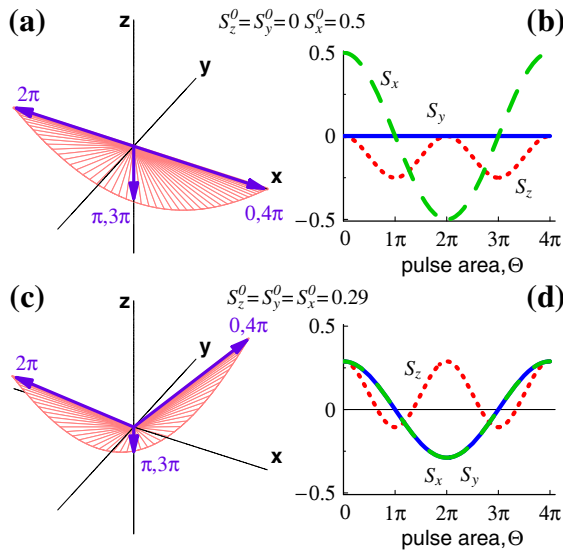 (a)
S_z^0=S_y^0=0 S_x^0=0.5
(b)
z
y
2π
x
π,3π
0,4π
0.5
0
−0.5
S_x
S_y
S_z
0 1π 2π 3π 4π
pulse area, Θ
(c)
S_z^0=S_y^0=S_x^0=0.29
(d)
z
0,4π
y
2π
π,3π
x
0.5
0
−0.5
S_z
S_x S_y
0 1π 2π 3π 4π
pulse area, Θ